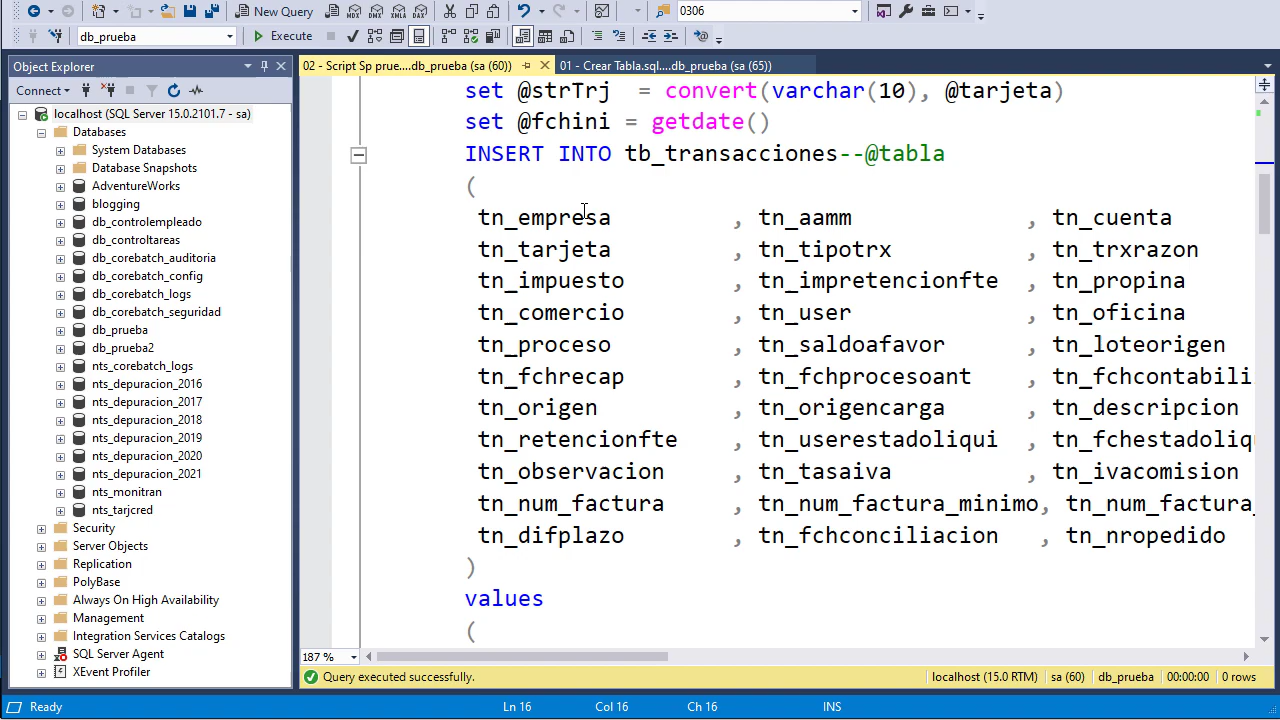 New Query
0306
db_prueba
Execute
Object Explorer
Connect
localhost (SQL Server 15.0.2101.7 - sa)
Databases
System Databases
Database Snapshots
AdventureWorks
blogging
db_controlempleado
db_controltareas
db_corebatch_auditoria
db_corebatch_config
db_corebatch_logs
db_corebatch_seguridad
db_prueba
db_prueba2
nts_corebatch_logs
nts_depuracion_2016
nts_depuracion_2017
nts_depuracion_2018
nts_depuracion_2019
nts_depuracion_2020
nts_depuracion_2021
nts_monitran
nts_tarjcred
Security
Server Objects
Replication
PolyBase
Always On High Availability
Management
Integration Services Catalogs
SQL Server Agent
XEvent Profiler
02 - Script Sp prue....db_prueba (sa (60))
01 - Crear Tabla.sql....db_prueba (sa (65))
set @strTrj = convert(varchar(10), @tarjeta)
set @fchini = getdate()
INSERT INTO tb_transacciones--@tabla
(
tn_empresa , tn_aamm , tn_cuenta
tn_tarjeta , tn_tipotrx , tn_trxrazon
tn_impuesto , tn_impretencionfte , tn_propina
tn_comercio , tn_user , tn_oficina
tn_proceso , tn_saldoafavor , tn_loteorigen
tn_fchrecap , tn_fchprocesoant , tn_fchcontabili
tn_origen , tn_origencarga , tn_descripcion
tn_retencionfte , tn_userestadoliqui , tn_fchestadoliq
tn_observacion , tn_tasaiva , tn_ivacomision
tn_num_factura , tn_num_factura_minimo, tn_num_factura_
tn_difplazo , tn_fchconciliacion , tn_nropedido
)
values
(
187 %
Query executed successfully.
localhost (15.0 RTM)
sa (60)
db_prueba
00:00:00
0 rows
Ready
Ln 16
Col 16
Ch 16
INS